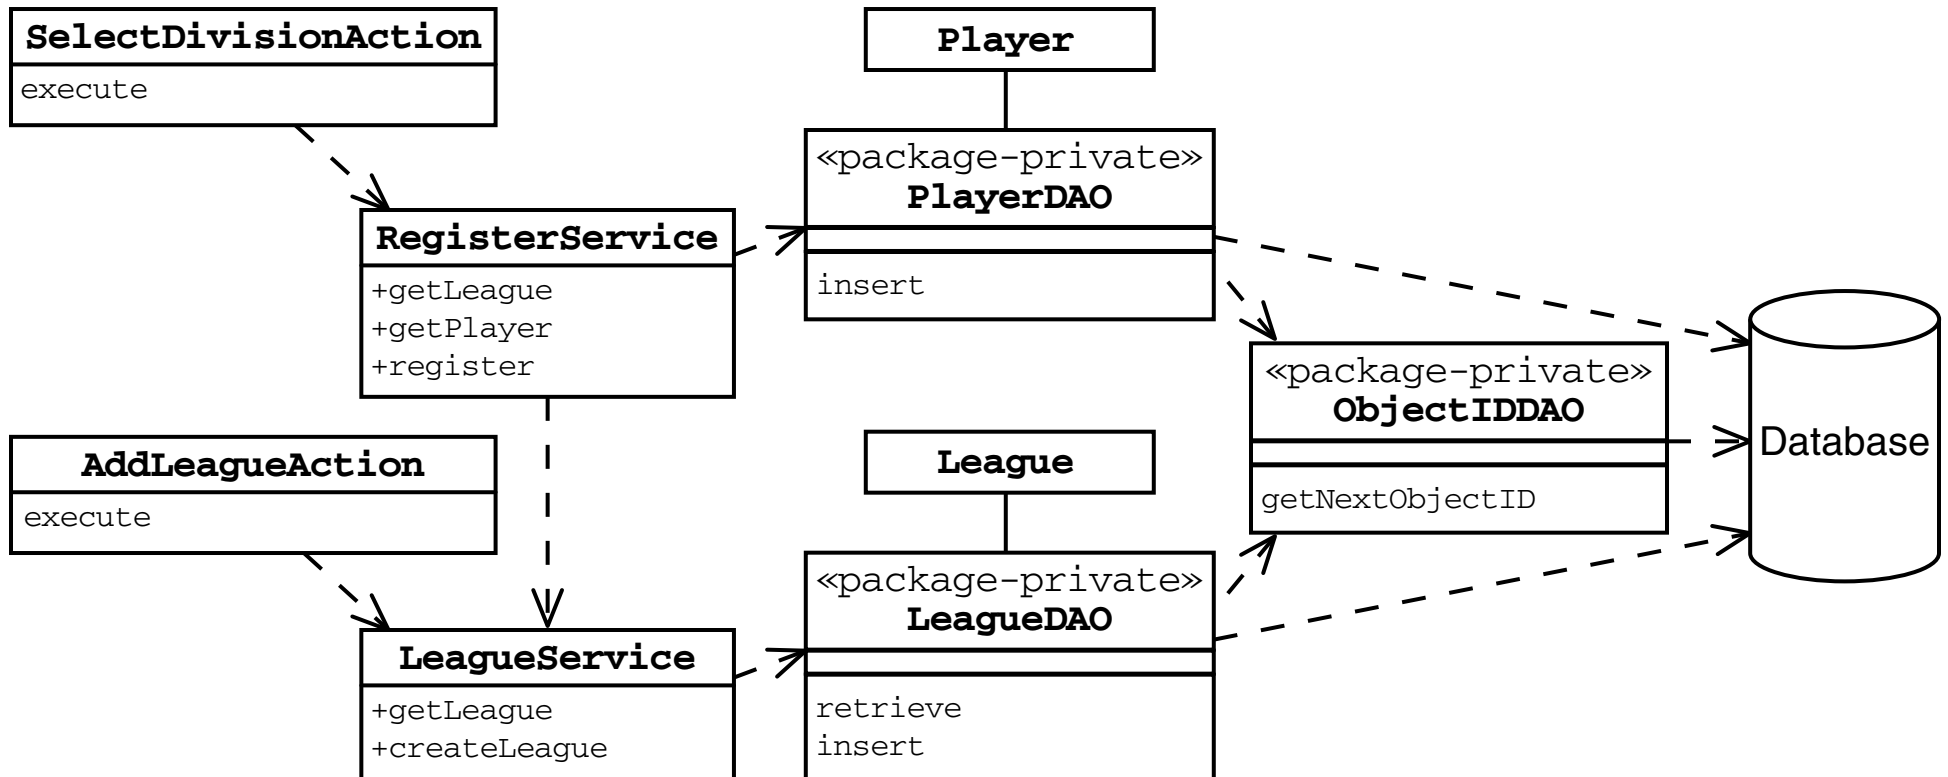 SelectDivisionAction
execute
Player
«package-private»
PlayerDAO
insert
RegisterService
+getLeague
+getPlayer
+register
«package-private»
ObjectIDDAO
getNextObjectID
Database
AddLeagueAction
execute
League
«package-private»
LeagueDAO
retrieve
insert
LeagueService
+getLeague
+createLeague